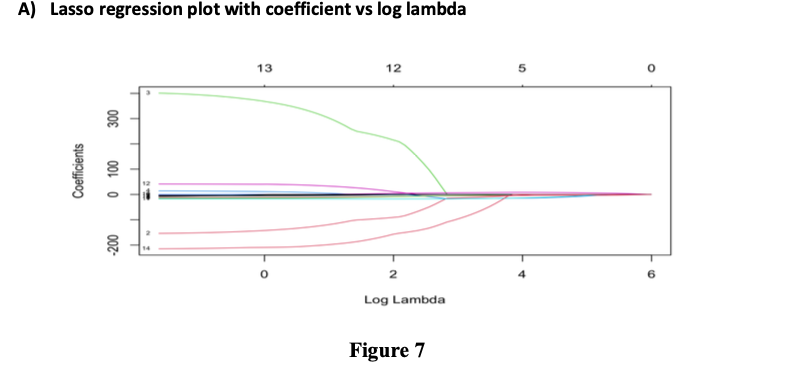 A) Lasso regression plot with coefficient vs log lambda
13 12 5 0
3
300
12
100
Coefficients
0
2
-200
14
0 2 4 6
Log Lambda
Figure 7